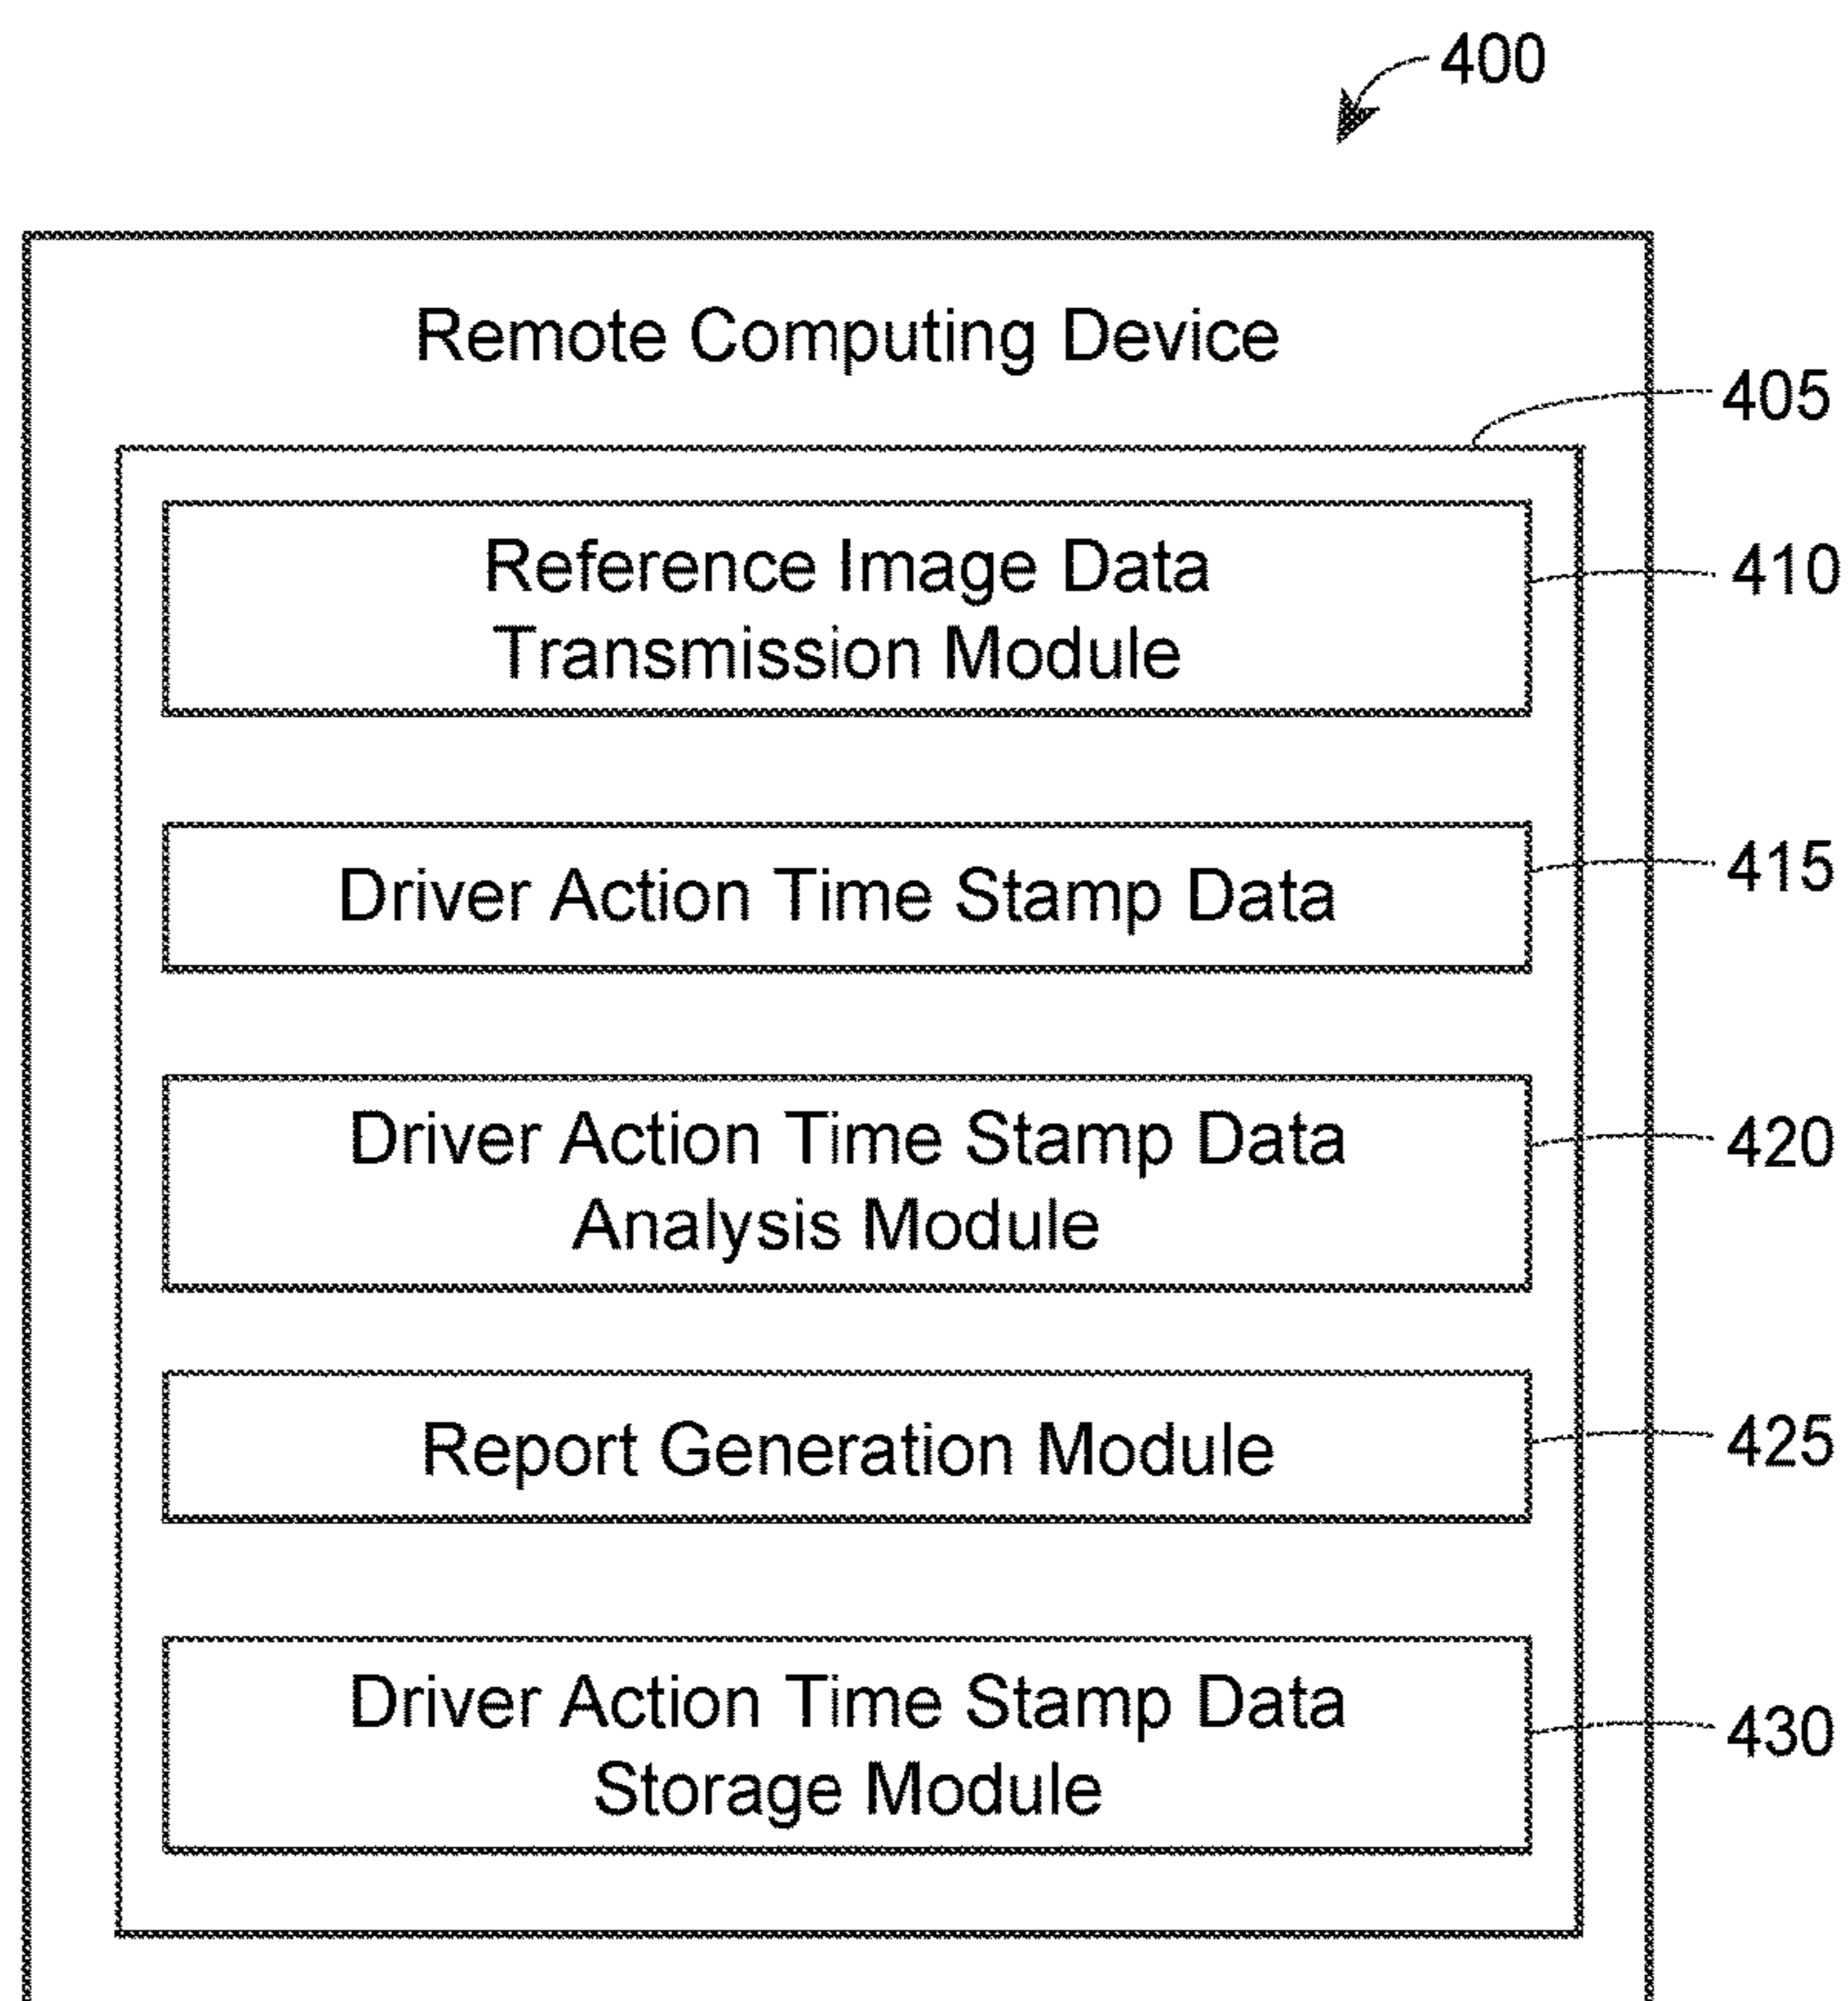 400
Remote Computing Device
405
Reference Image Data
Transmission Module
410
Driver Action Time Stamp Data
415
Driver Action Time Stamp Data
Analysis Module
420
Report Generation Module
425
Driver Action Time Stamp Data
Storage Module
430